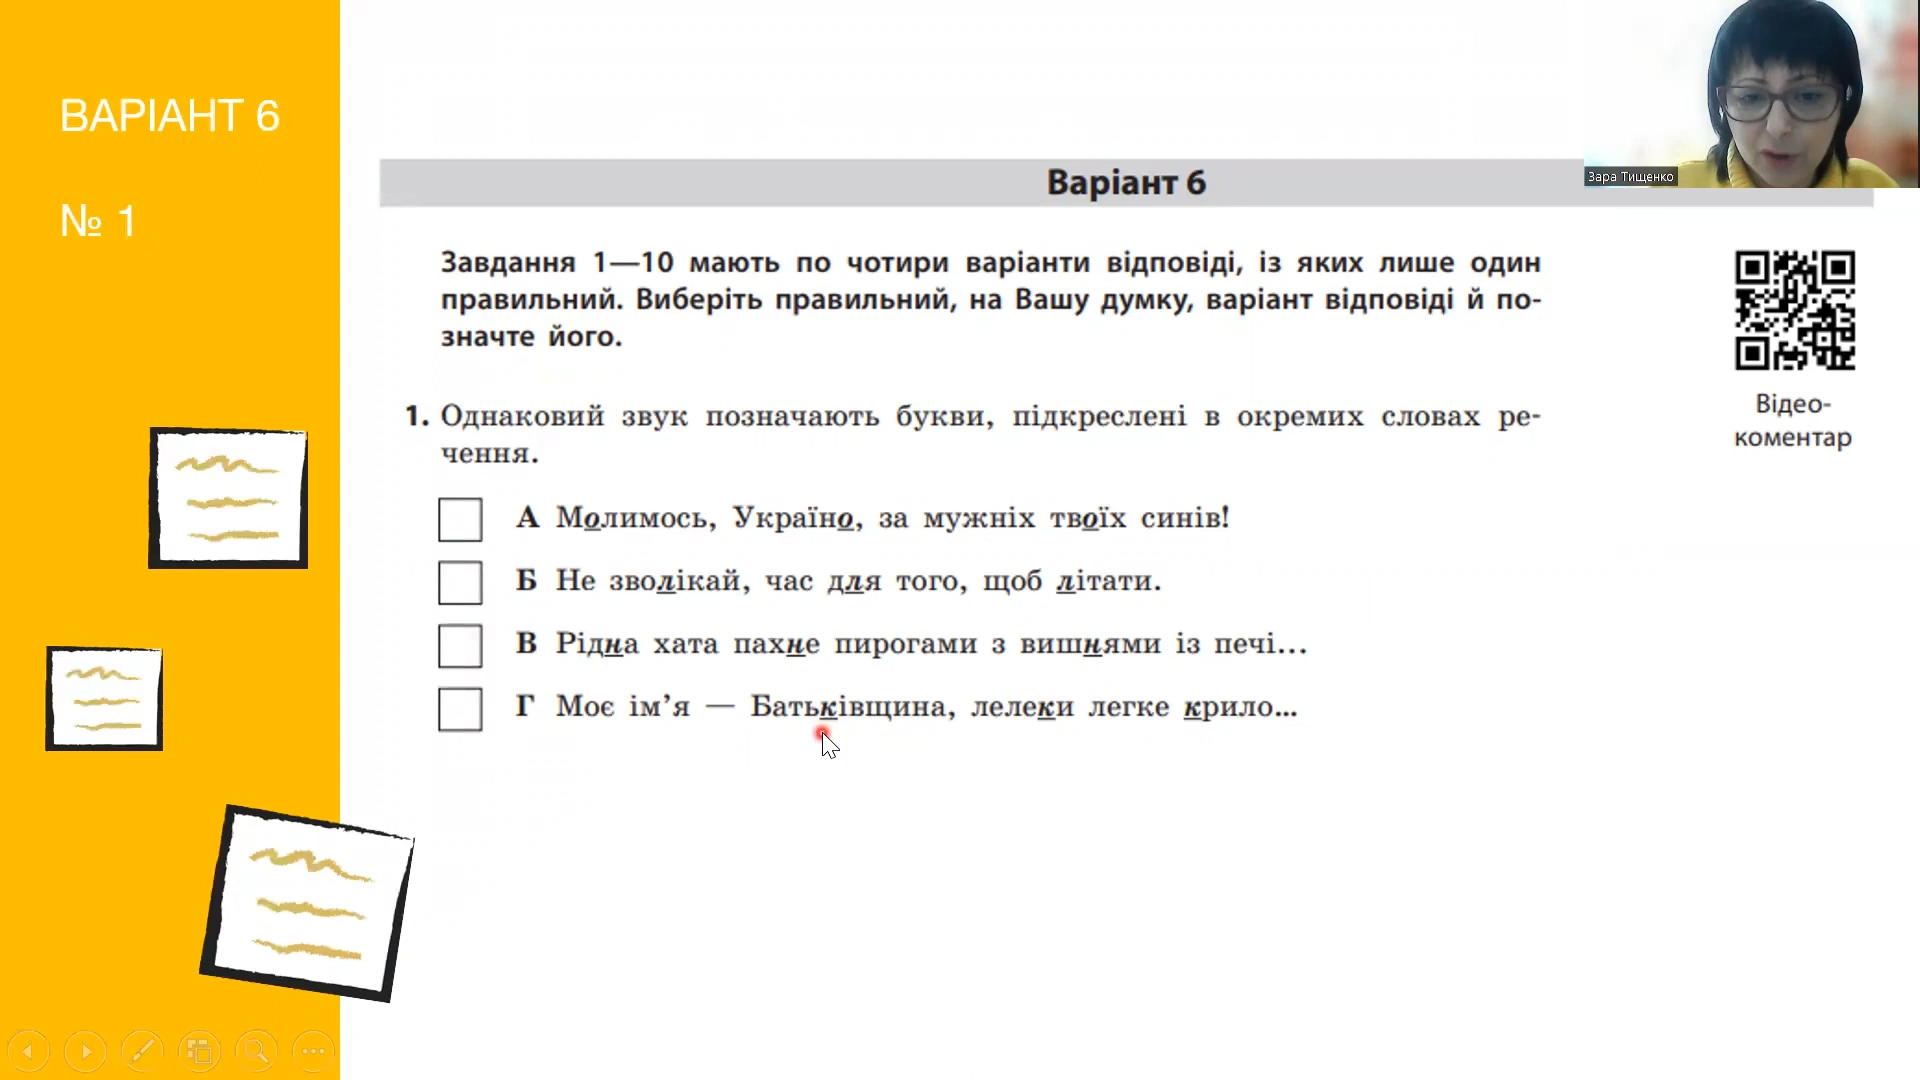 ВАРІАНТ 6
№ 1
Зара Тищенко
Варіант 6
Завдання 1—10 мають по чотири варіанти відповіді, із яких лише один
правильний. Виберіть правильний, на Вашу думку, варіант відповіді й по-
значте його.
Відео-
коментар
1. Однаковий звук позначають букви, підкреслені в окремих словах ре-
чення.
А Молимось, Україно, за мужніх твоїх синів!
Б Не зволікай, час для того, щоб літати.
В Рідна хата пахне пирогами з вишнями із печі...
Г Моє ім’я — Батьківщина, лелеки легке крило...